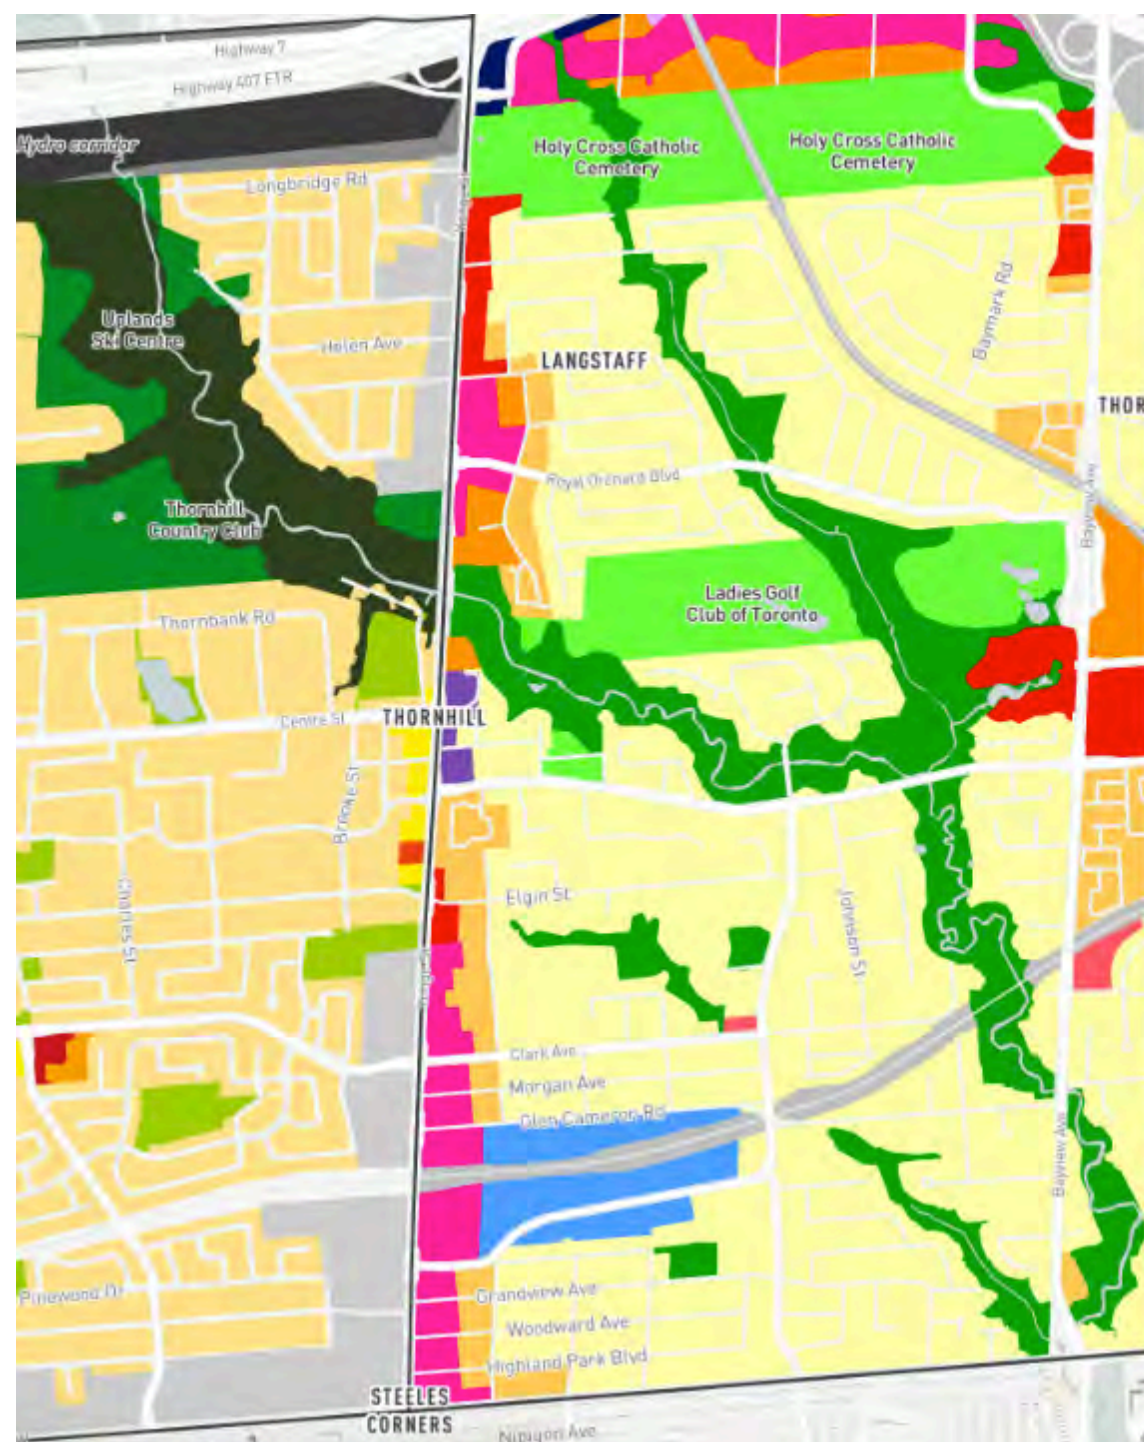 Highway 7
Highway 407 ETR
Hydro corridor
Longbridge Rd
Holy Cross Catholic
Cemetery
Holy Cross Catholic
Cemetery
Uplands
Ski Centre
Helen Ave
LANGSTAFF
Baymark Rd
THOR
Royal Orchard Blvd
Bayview Ave
Thornhill
Country Club
Ladies Golf
Club of Toronto
Thornbank Rd
Centre St
THORNHILL
Brooke St
Charles St
Elgin St
Johnson St
Clark Ave
Morgan Ave
Glen Cameron Rd
Bayview Ave
Pinewood Dr
Grandview Ave
Woodward Ave
Highland Park Blvd
STEELES
CORNERS
Nipigon Ave